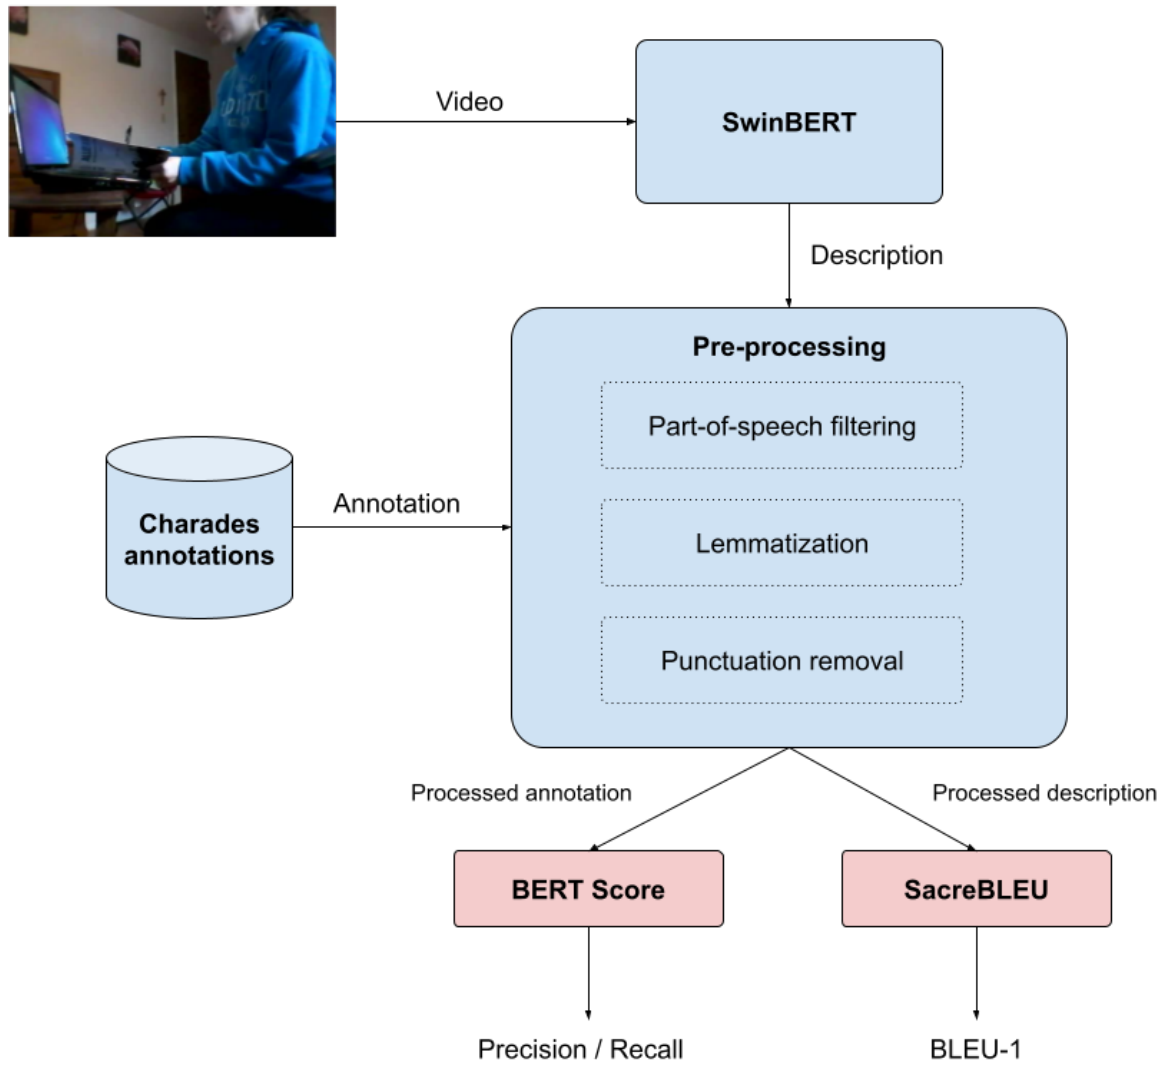 Video
SwinBERT
Description
Pre-processing
Part-of-speech filtering
Charades
annotations
Annotation
Lemmatization
Punctuation removal
Processed annotation
Processed description
BERT Score
SacreBLEU
Precision / Recall
BLEU-1